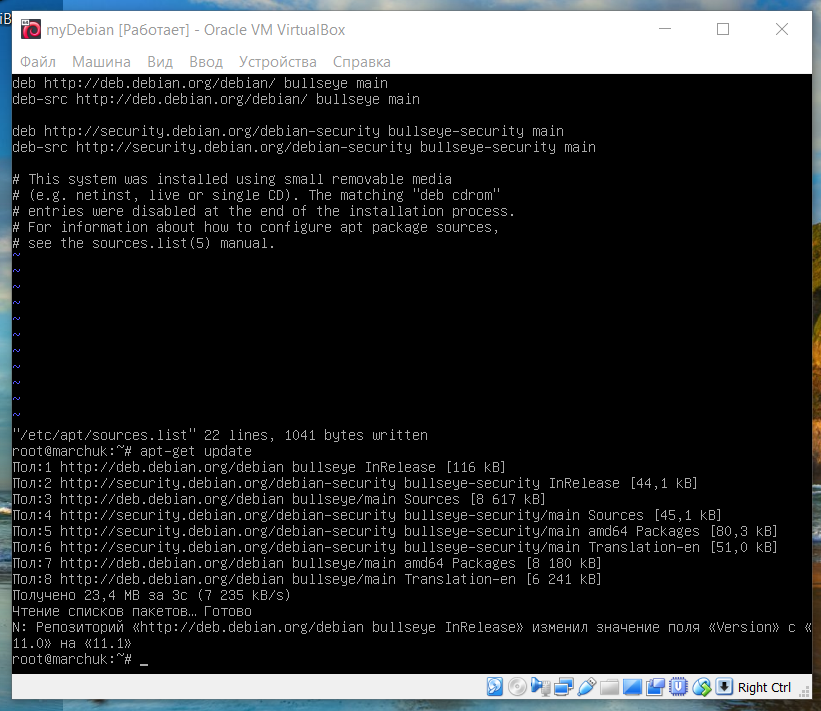 iB
myDebian [Работает] - Oracle VM VirtualBox
Файл Машина Вид Ввод Устройства Справка
deb http://deb.debian.org/debian/ bullseye main
deb-src http://deb.debian.org/debian/ bullseye main
deb http://security.debian.org/debian-security bullseye-security main
deb-src http://security.debian.org/debian-security bullseye-security main
# This system was installed using small removable media
# (e.g. netinst, live or single CD). The matching "deb cdrom"
# entries were disabled at the end of the installation process.
# For information about how to configure apt package sources,
# see the sources.list(5) manual.
~
~
~
~
~
~
~
~
~
~
~
"/etc/apt/sources.list" 22 lines, 1041 bytes written
root@marchuk:~# apt-get update
Пол:1 http://deb.debian.org/debian bullseye InRelease [116 kB]
Пол:2 http://security.debian.org/debian-security bullseye-security InRelease [44,1 kB]
Пол:3 http://deb.debian.org/debian bullseye/main Sources [8 617 kB]
Пол:4 http://security.debian.org/debian-security bullseye-security/main Sources [45,1 kB]
Пол:5 http://security.debian.org/debian-security bullseye-security/main amd64 Packages [80,3 kB]
Пол:6 http://security.debian.org/debian-security bullseye-security/main Translation-en [51,0 kB]
Пол:7 http://deb.debian.org/debian bullseye/main amd64 Packages [8 180 kB]
Пол:8 http://deb.debian.org/debian bullseye/main Translation-en [6 241 kB]
Получено 23,4 MB за 3с (7 235 kB/s)
Чтение списков пакетов… Готово
N: Репозиторий «http://deb.debian.org/debian bullseye InRelease» изменил значение поля «Version» с «
11.0» на «11.1»
root@marchuk:~# _
Right Ctrl